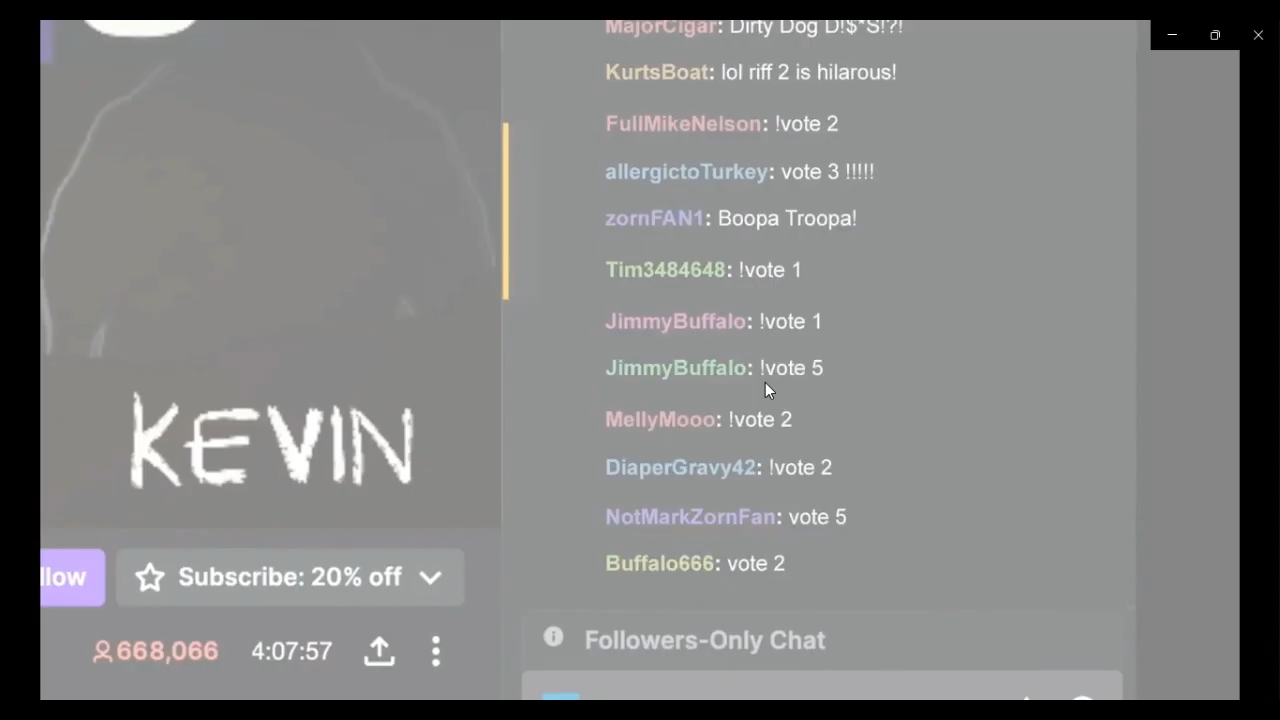 MajorCigar: Dirty Dog D!$*S!?!
KurtsBoat: lol riff 2 is hilarous!
FullMikeNelson: !vote 2
allergictoTurkey: vote 3 !!!!!
zornFAN1: Boopa Troopa!
Tim3484648: !vote 1
JimmyBuffalo: !vote 1
JimmyBuffalo: !vote 5
MellyMooo: !vote 2
DiaperGravy42: !vote 2
NotMarkZornFan: vote 5
Buffalo666: vote 2
KEVIN
llow
Subscribe: 20% off
668,066 4:07:57
Followers-Only Chat